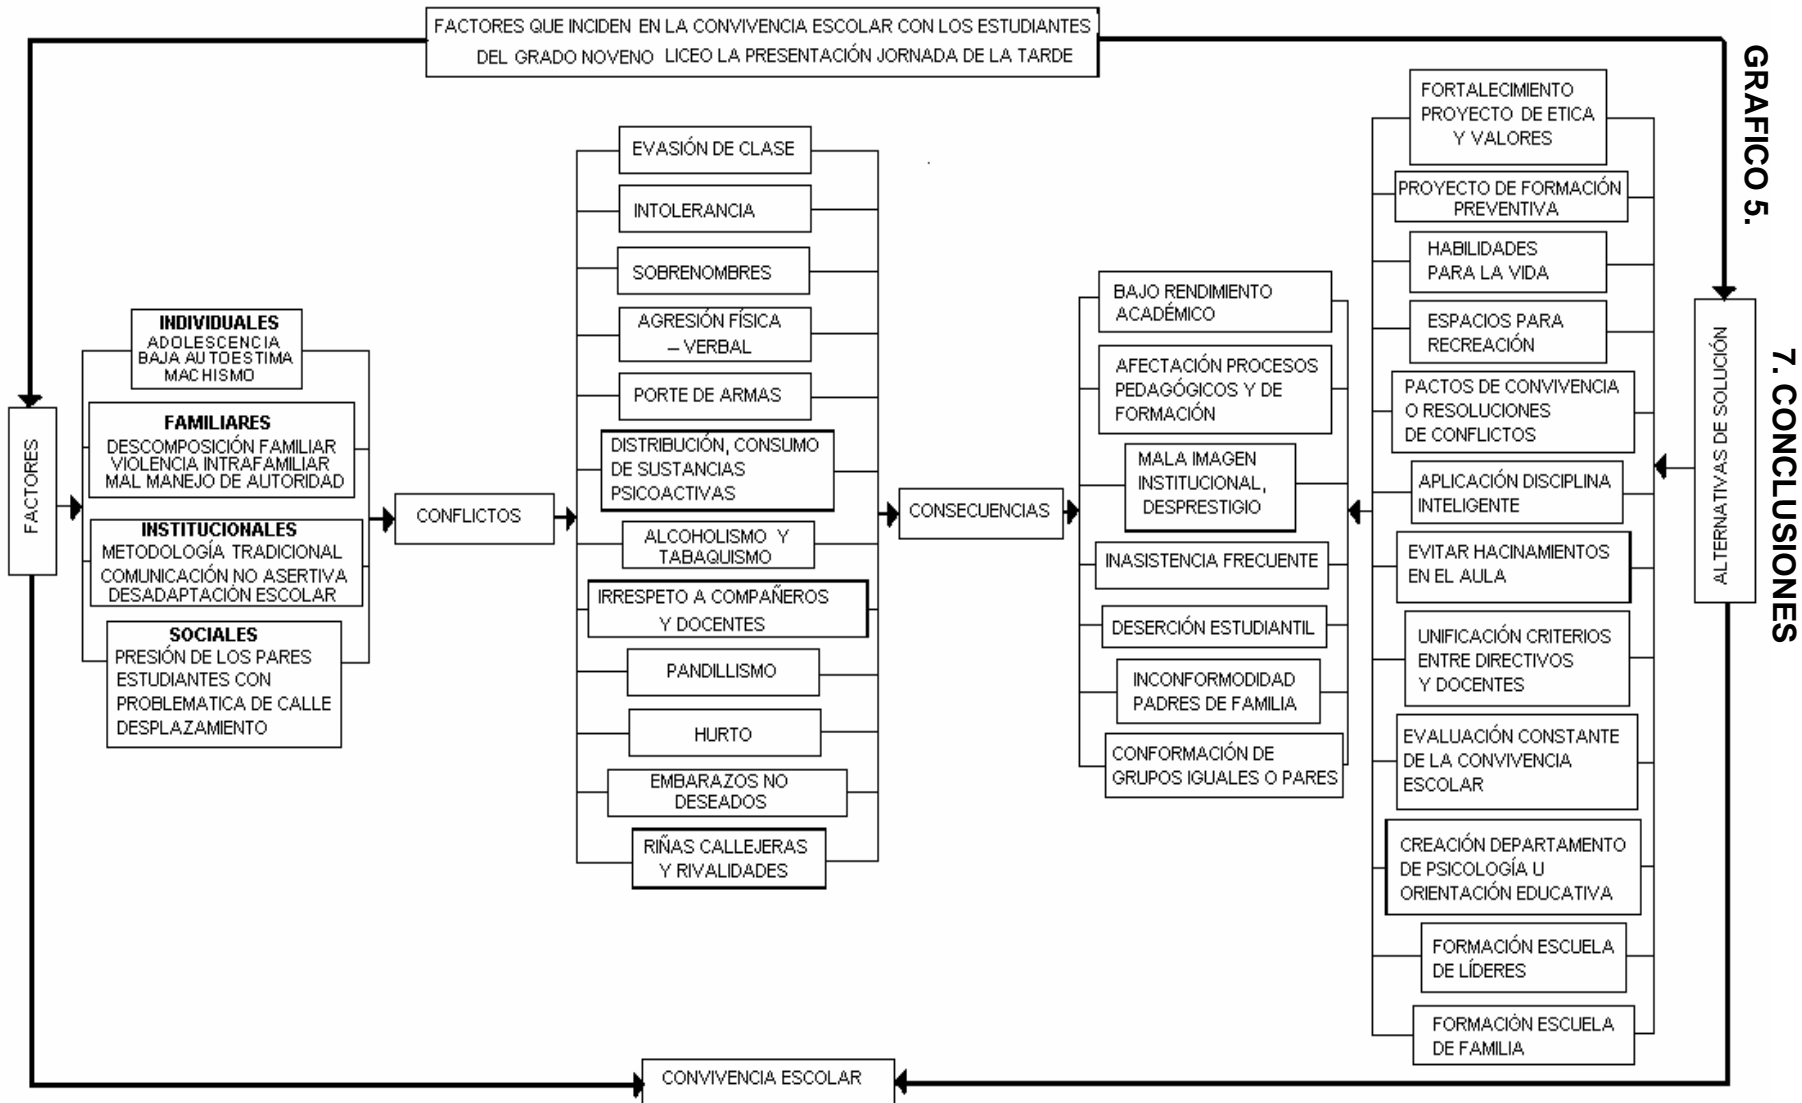 GRAFICO 5.
7. CONCLUSIONES
FACTORES QUE INCIDEN EN LA CONVIVENCIA ESCOLAR CON LOS ESTUDIANTES
DEL GRADO NOVENO LICEO LA PRESENTACIÓN JORNADA DE LA TARDE
FACTORES
INDIVIDUALES
ADOLESCENCIA
BAJA AUTOESTIMA
MACHISMO
FAMILIARES
DESCOMPOSICIÓN FAMILIAR
VIOLENCIA INTRAFAMILIAR
MAL MANEJO DE AUTORIDAD
INSTITUCIONALES
METODOLOGÍA TRADICIONAL
COMUNICACIÓN NO ASERTIVA
DESADAPTACIÓN ESCOLAR
SOCIALES
PRESIÓN DE LOS PARES
ESTUDIANTES CON
PROBLEMATICA DE CALLE
DESPLAZAMIENTO
CONFLICTOS
EVASIÓN DE CLASE
INTOLERANCIA
SOBRENOMBRES
AGRESIÓN FÍSICA
– VERBAL
PORTE DE ARMAS
DISTRIBUCIÓN, CONSUMO
DE SUSTANCIAS
PSICOACTIVAS
ALCOHOLISMO Y
TABAQUISMO
IRRESPETO A COMPAÑEROS
Y DOCENTES
PANDILLISMO
HURTO
EMBARAZOS NO
DESEADOS
RIÑAS CALLEJERAS
Y RIVALIDADES
CONSECUENCIAS
BAJO RENDIMIENTO
ACADÉMICO
AFECTACIÓN PROCESOS
PEDAGÓGICOS Y DE
FORMACIÓN
MALA IMAGEN
INSTITUCIONAL,
DESPRESTIGIO
INASISTENCIA FRECUENTE
DESERCIÓN ESTUDIANTIL
INCONFORMODIDAD
PADRES DE FAMILIA
CONFORMACIÓN DE
GRUPOS IGUALES O PARES
FORTALECIMIENTO
PROYECTO DE ETICA
Y VALORES
PROYECTO DE FORMACIÓN
PREVENTIVA
HABILIDADES
PARA LA VIDA
ESPACIOS PARA
RECREACIÓN
PACTOS DE CONVIVENCIA
O RESOLUCIONES
DE CONFLICTOS
APLICACIÓN DISCIPLINA
INTELIGENTE
EVITAR HACINAMIENTOS
EN EL AULA
UNIFICACIÓN CRITERIOS
ENTRE DIRECTIVOS
Y DOCENTES
EVALUACIÓN CONSTANTE
DE LA CONVIVENCIA
ESCOLAR
CREACIÓN DEPARTAMENTO
DE PSICOLOGÍA U
ORIENTACIÓN EDUCATIVA
FORMACIÓN ESCUELA
DE LÍDERES
FORMACIÓN ESCUELA
DE FAMILIA
ALTERNATIVAS DE SOLUCIÓN
CONVIVENCIA ESCOLAR